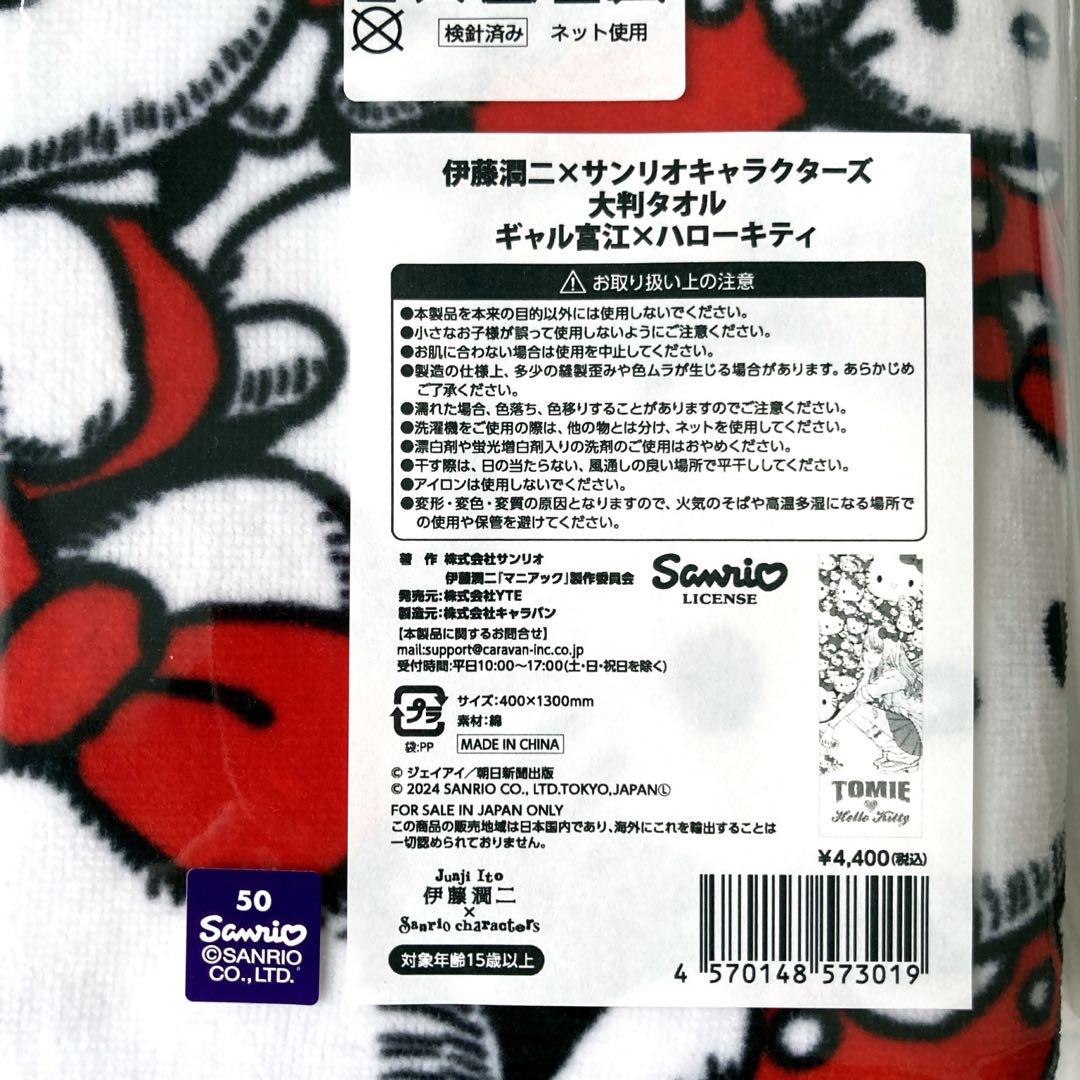 検針済み ネット使用
伊藤潤二×サンリオキャラクターズ
大判タオル
ギャル富江×ハローキティ
⚠ お取り扱い上の注意
●本製品を本来の目的以外には使用しないでください。
●小さなお子様が誤って使用しないようにご注意ください。
●お肌に合わない場合は使用を中止してください。
●製造の仕様上、多少の縫製歪みや色ムラが生じる場合があります。あらかじめ
ご了承ください。
●濡れた場合、色落ち、色移りすることがありますのでご注意ください。
●洗濯機をご使用の際は、他の物とは分け、ネットを使用してください。
●漂白剤や蛍光増白剤入りの洗剤のご使用はおやめください。
●干す際は、日の当たらない、風通しの良い場所で平干ししてください。
●アイロンは使用しないでください。
●変形・変色・変質の原因となりますので、火気のそばや高温多湿になる場所で
の使用や保管を避けてください。
著 作 株式会社サンリオ
伊藤潤二「マニアック」製作委員会
発売元:株式会社YTE
製造元:株式会社キャラバン
【本製品に関するお問合せ】
mail:support@caravan-inc.co.jp
受付時間:平日10:00〜17:00(土・日・祝日を除く)
Sanrio
LICENSE
プラ
袋:PP
サイズ:400×1300mm
素材:綿
MADE IN CHINA
© ジェイアイ／朝日新聞出版
© 2024 SANRIO CO., LTD.TOKYO,JAPANⓁ
FOR SALE IN JAPAN ONLY
この商品の販売地域は日本国内であり、海外にこれを輸出することは
一切認められておりません。
TOMIE
Hello Kitty
¥4,400(税込)
Junji Ito
伊藤潤二
×
Sanrio characters
対象年齢15歳以上
4 570148 573019
50
Sanrio
©SANRIO
CO.,LTD.